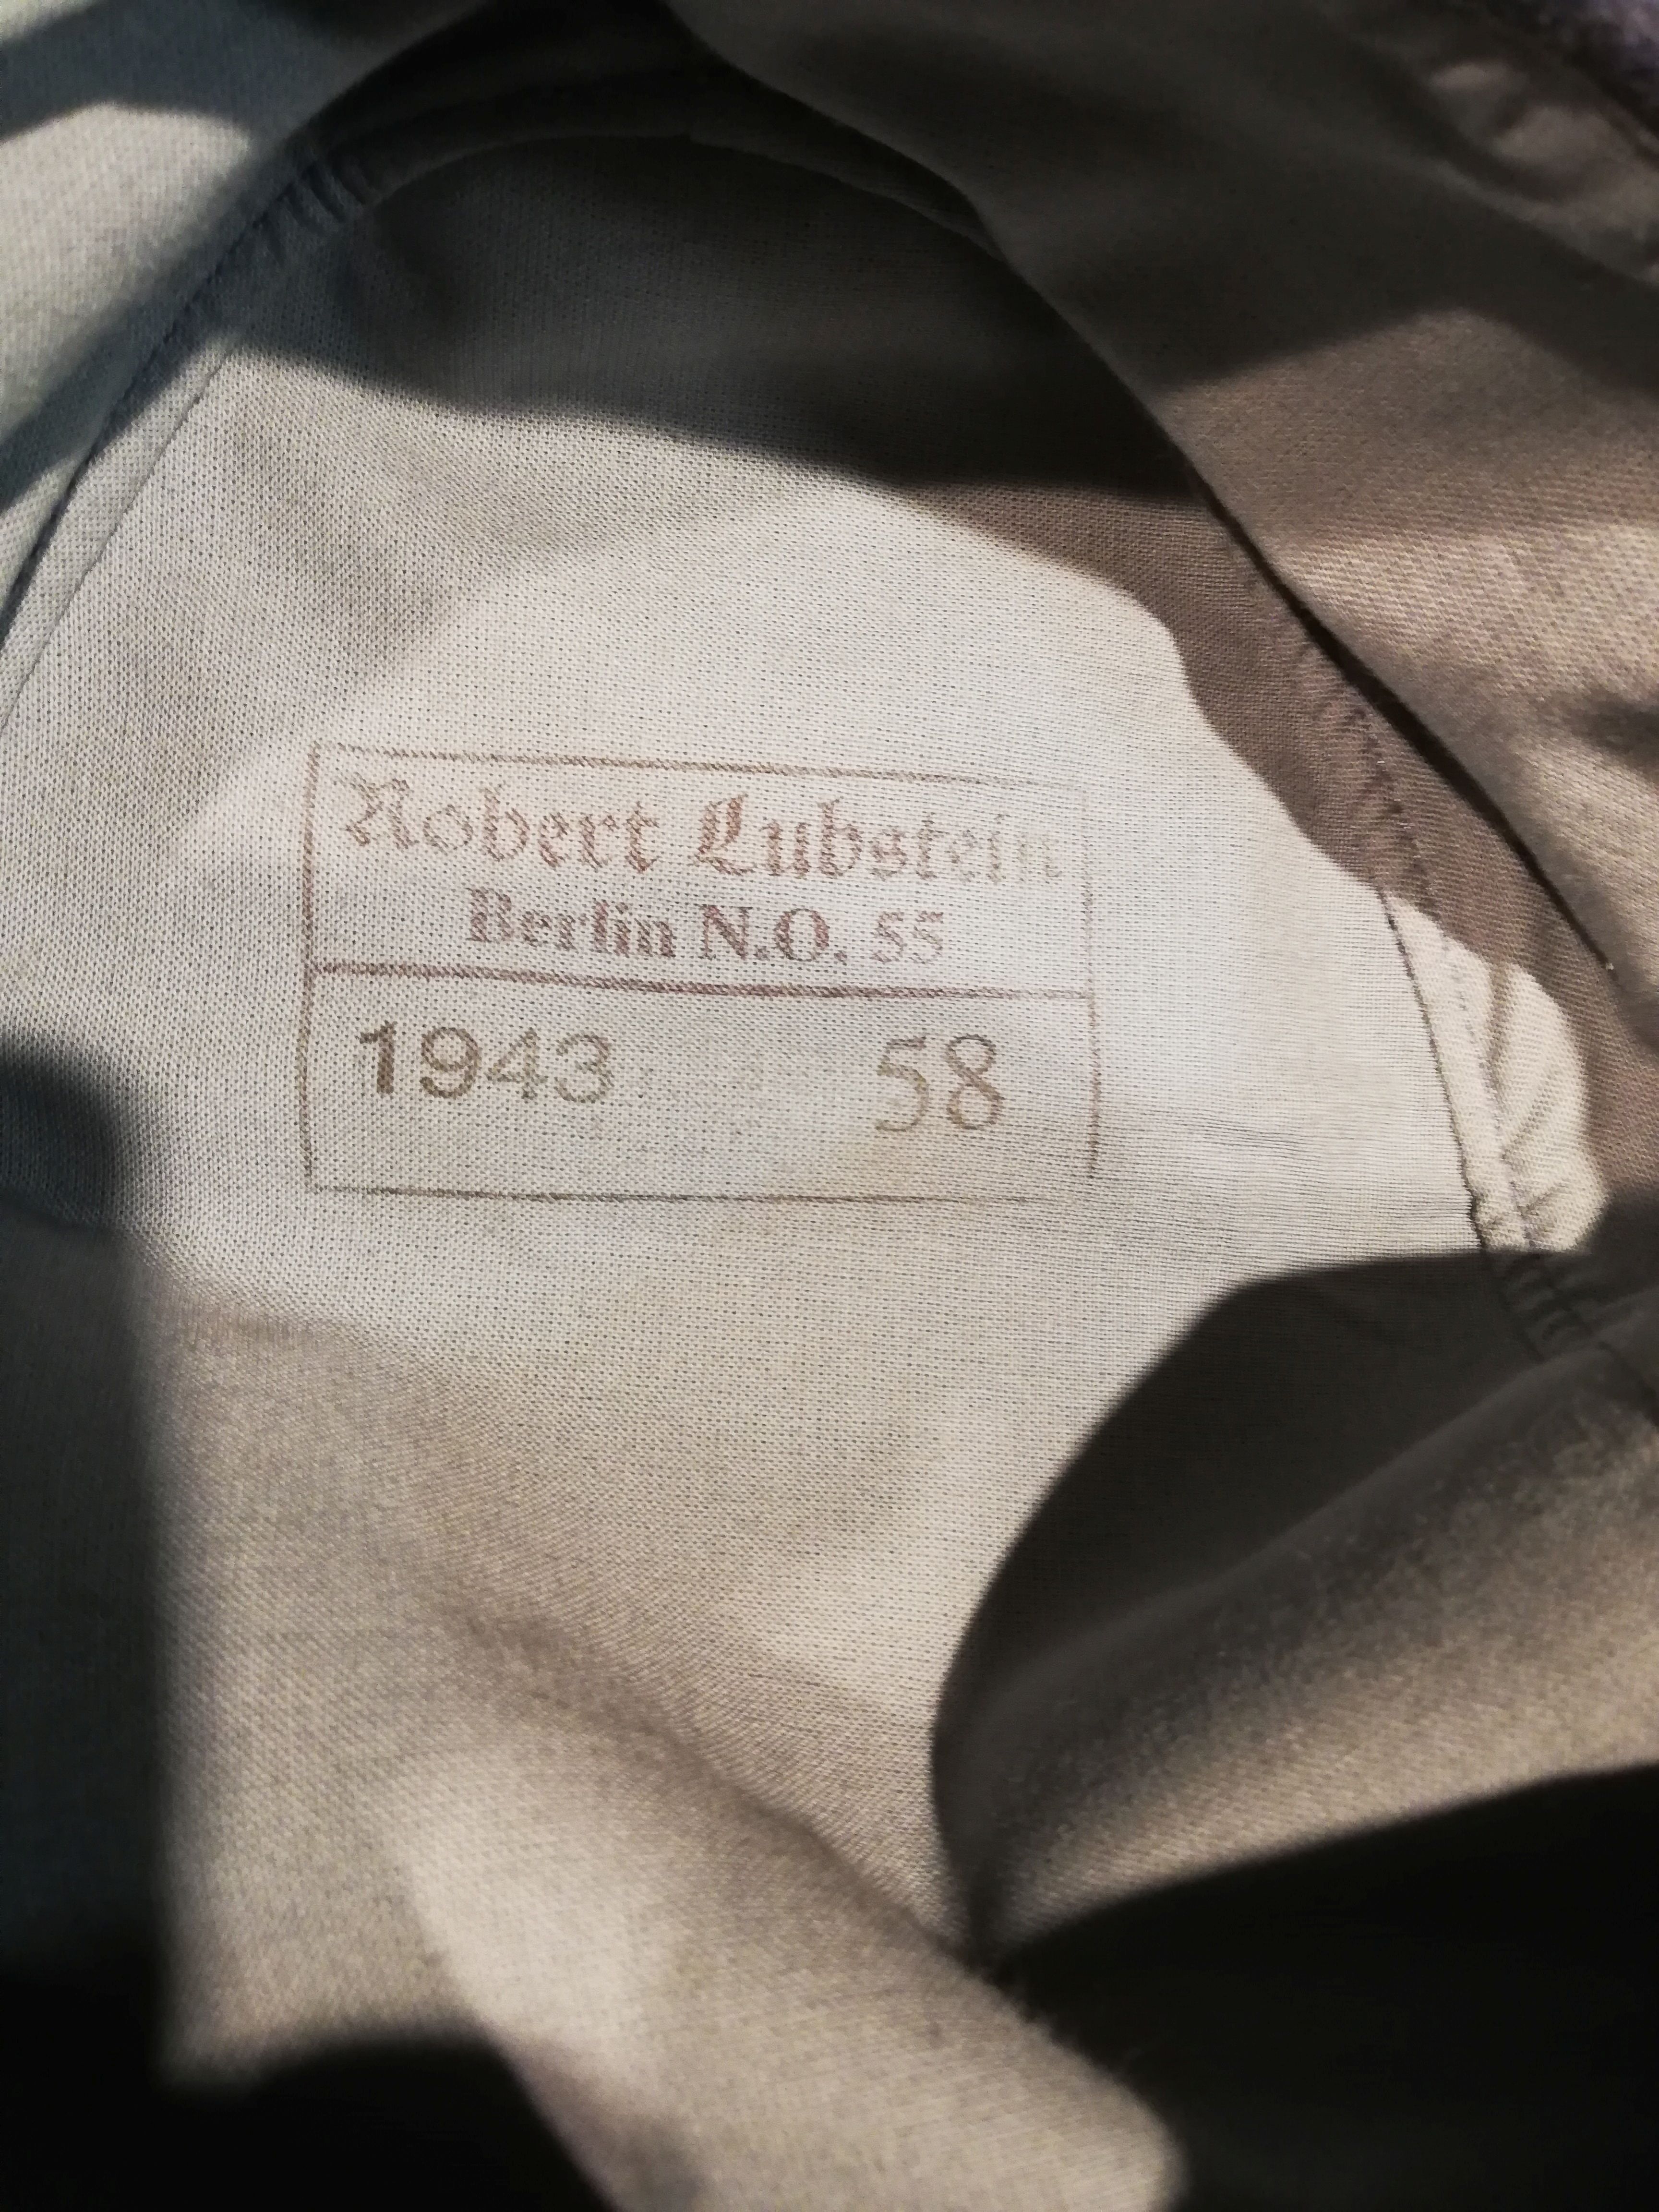 Robert Lubstein
Berlin N.O. 55
1943 58